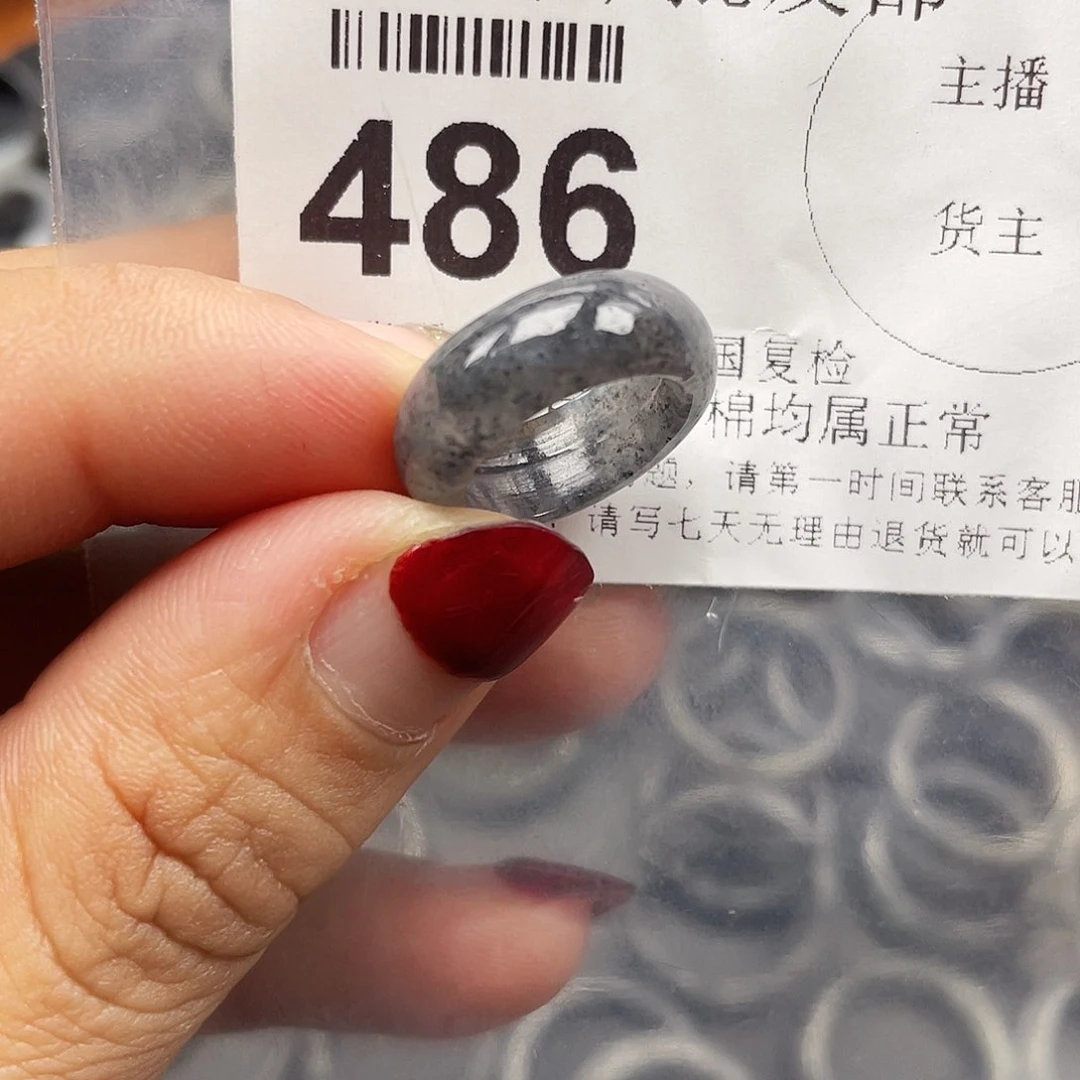 486
主播
货主
国复检
棉均属正常
题，请第一时间联系客服
请写七天无理由退货就可以